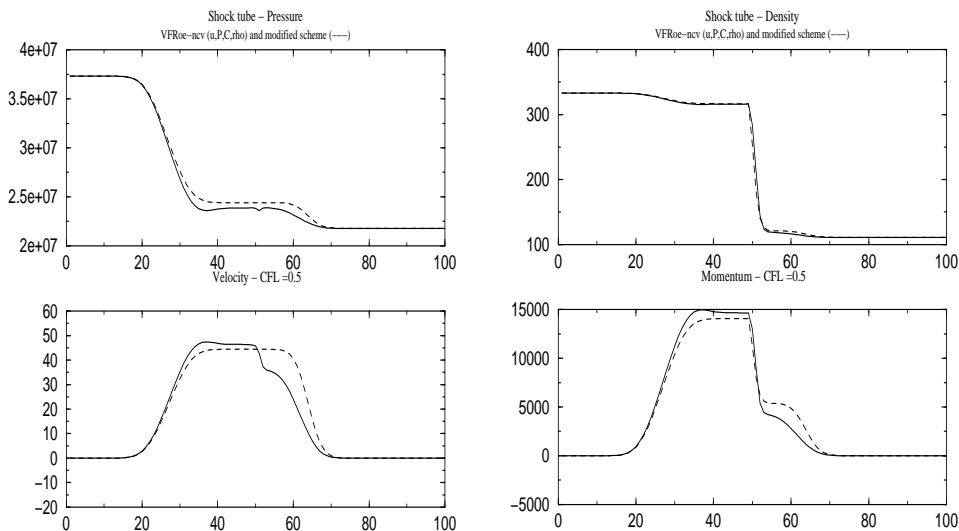 Shock tube – Pressure
VFRoe-ncv (u,P,C,rho) and modified scheme (---)
4e+07
3e+07
3e+07
2e+07
2e+07
0 20 40 60 80 100
Shock tube – Density
VFRoe-ncv (u,P,C,rho) and modified scheme (---)
400
300
200
100
0 20 40 60 80 100
Velocity – CFL =0.5
60
50
40
30
20
10
0
−10
−20
0 20 40 60 80 100
Momentum – CFL =0.5
15000
10000
5000
0
−5000
0 20 40 60 80 100